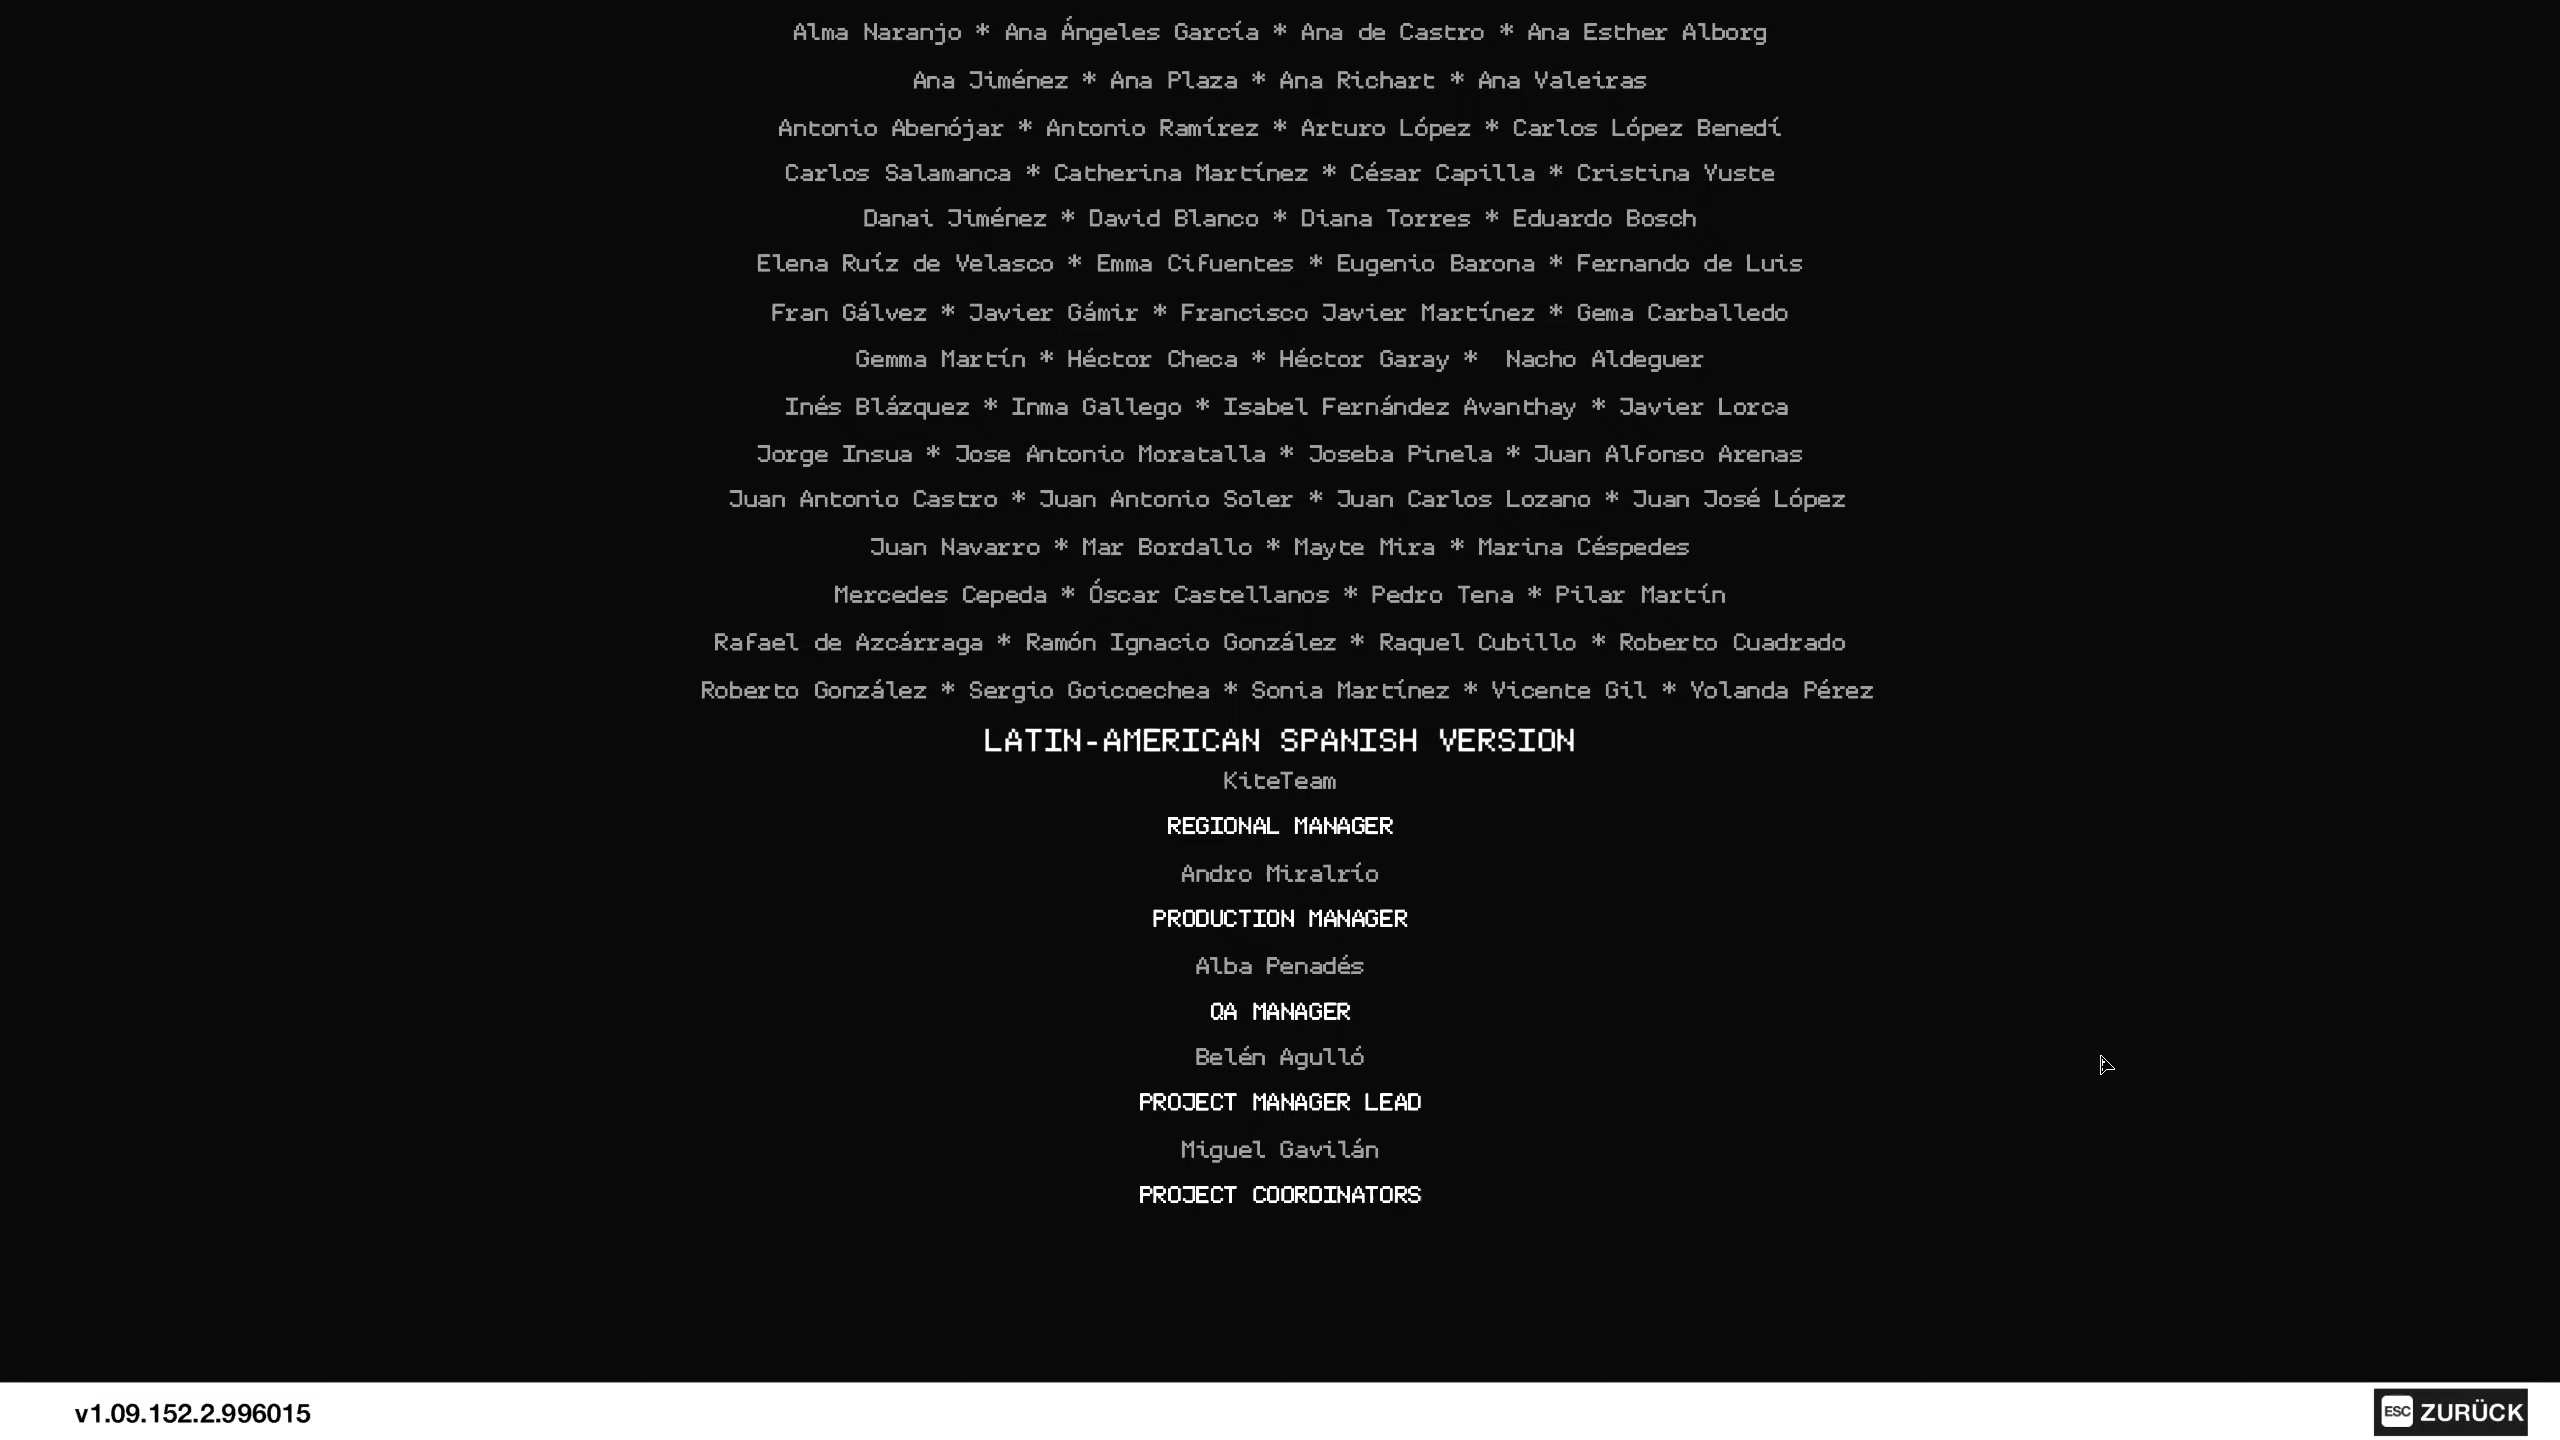 Alma Naranjo * Ana Ángeles García * Ana de Castro * Ana Esther Alborg
Ana Jiménez * Ana Plaza * Ana Richart * Ana Valeiras
Antonio Abenójar * Antonio Ramírez * Arturo López * Carlos López Benedí
Carlos Salamanca * Catherina Martínez * César Capilla * Cristina Yuste
Danai Jiménez * David Blanco * Diana Torres * Eduardo Bosch
Elena Ruíz de Velasco * Emma Cifuentes * Eugenio Barona * Fernando de Luis
Fran Gálvez * Javier Gámir * Francisco Javier Martínez * Gema Carballedo
Gemma Martín * Héctor Checa * Héctor Garay *  Nacho Aldeguer
Inés Blázquez * Inma Gallego * Isabel Fernández Avanthay * Javier Lorca
Jorge Insua * Jose Antonio Moratalla * Joseba Pinela * Juan Alfonso Arenas
Juan Antonio Castro * Juan Antonio Soler * Juan Carlos Lozano * Juan José López
Juan Navarro * Mar Bordallo * Mayte Mira * Marina Céspedes
Mercedes Cepeda * Óscar Castellanos * Pedro Tena * Pilar Martín
Rafael de Azcárraga * Ramón Ignacio González * Raquel Cubillo * Roberto Cuadrado
Roberto González * Sergio Goicoechea * Sonia Martínez * Vicente Gil * Yolanda Pérez
LATIN-AMERICAN SPANISH VERSION
KiteTeam
REGIONAL MANAGER
Andro Miralrío
PRODUCTION MANAGER
Alba Penadés
QA MANAGER
Belén Agulló
PROJECT MANAGER LEAD
Miguel Gavilán
PROJECT COORDINATORS
v1.09.152.2.996015
ESC ZURÜCK